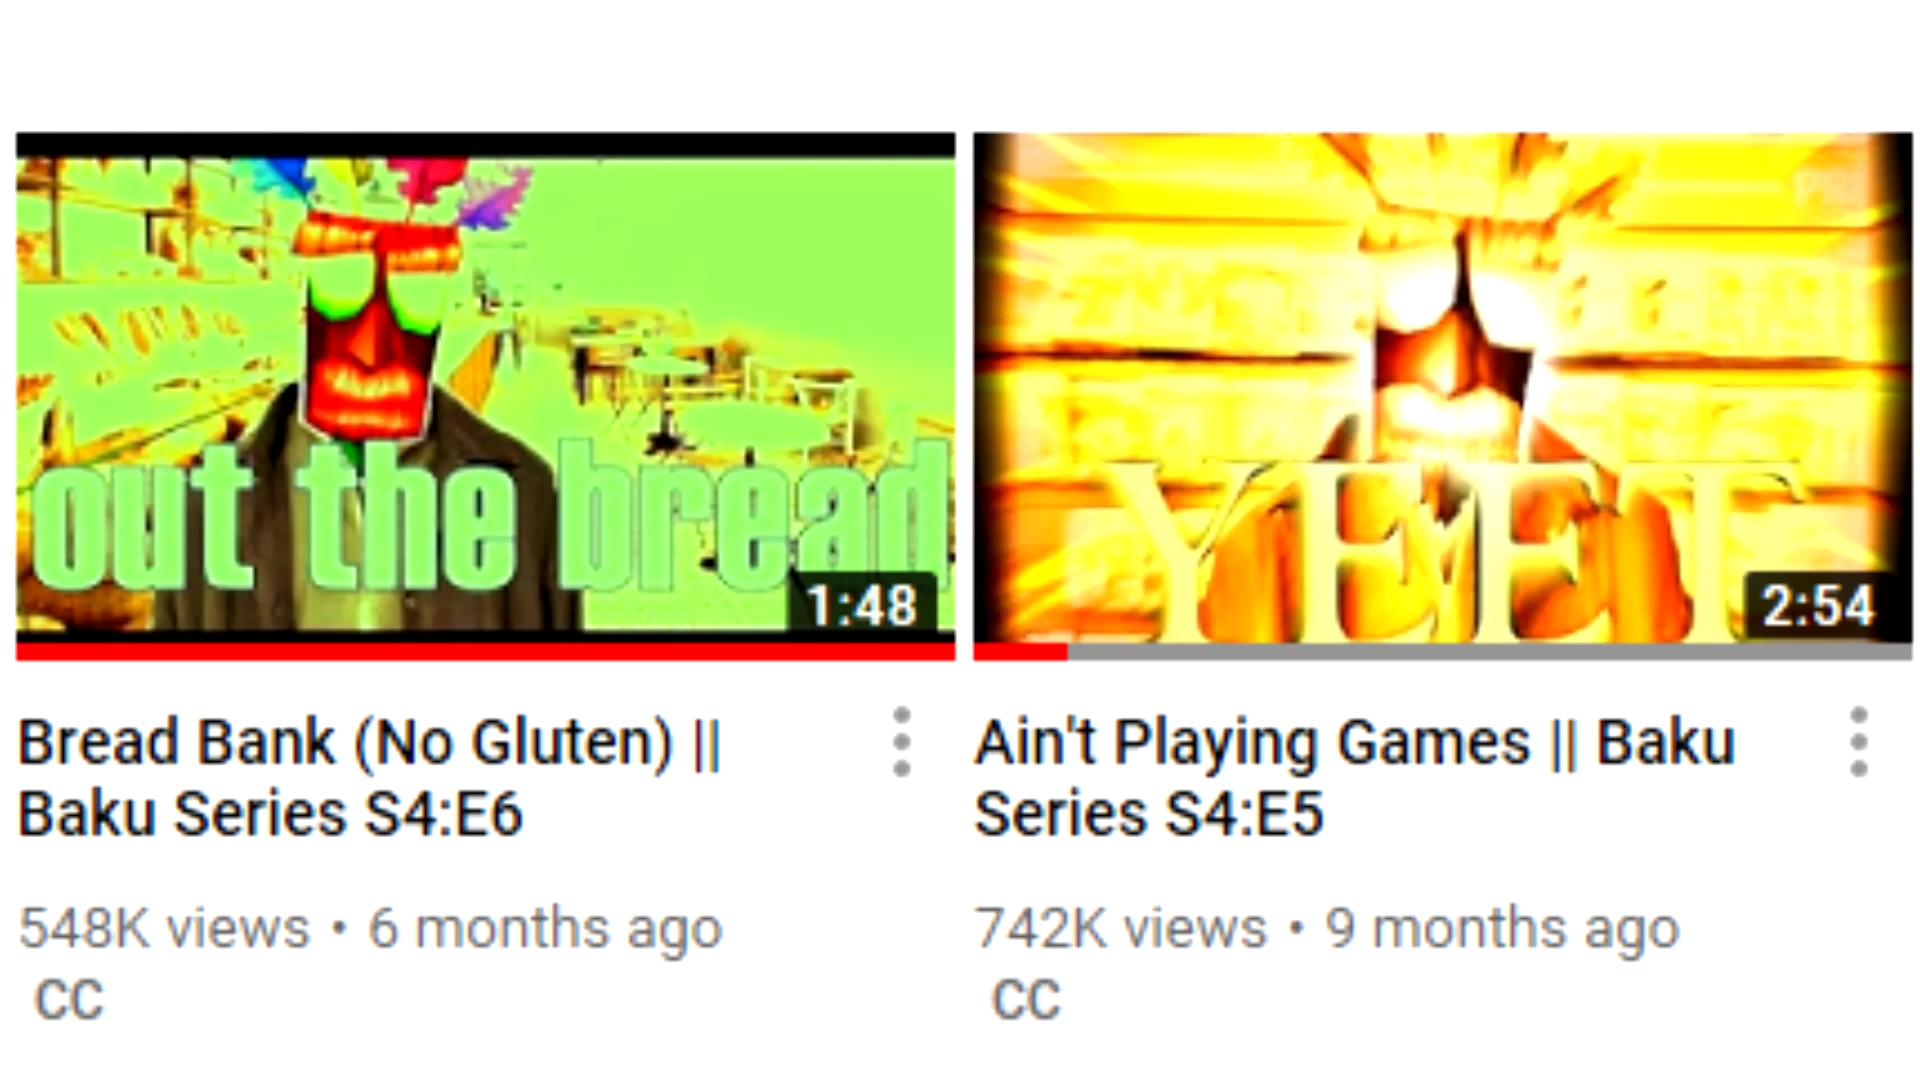 out the bread
1:48
Bread Bank (No Gluten) ||
Baku Series S4:E6
548K views • 6 months ago
CC
YEET
2:54
Ain't Playing Games || Baku
Series S4:E5
742K views • 9 months ago
CC